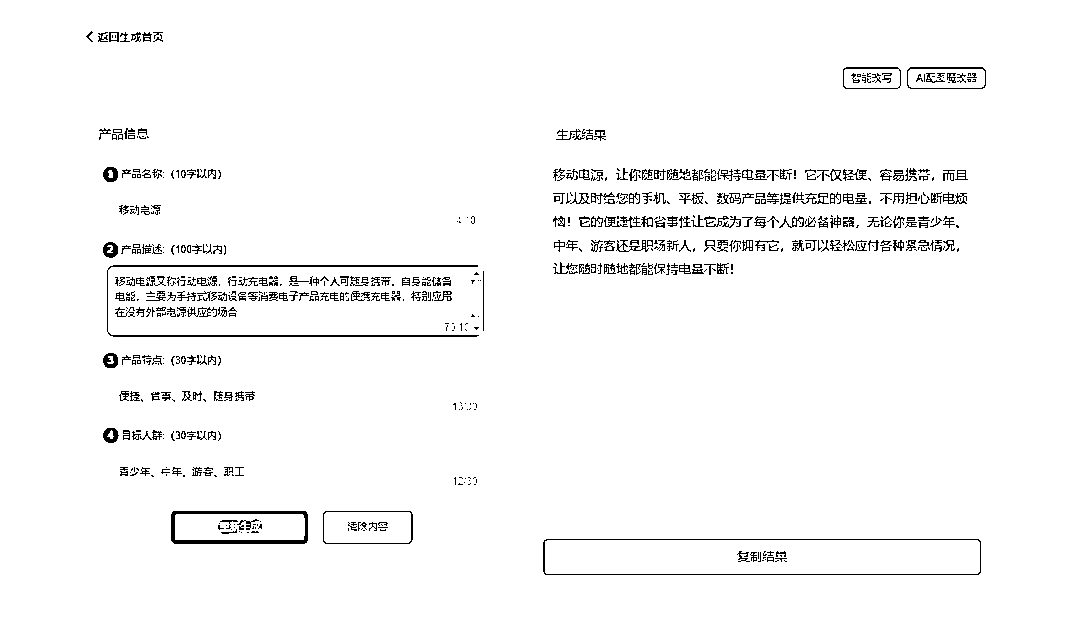 返回生成首页
智能改写
AI配图魔改器
产品信息
1 产品名称: (10字以内)
移动电源
4/10
2 产品描述: (100字以内)
移动电源又称行动电源, 行动充电器, 是一种个人可随身携带, 自身能储备
电能, 主要为手持式移动设备等消费电子产品充电的便携充电器, 特别应用
在没有外部电源供应的场合
3 产品特点: (30字以内)
便捷、省事、及时、随身携带
13/30
4 目标人群: (30字以内)
青少年、中年、游客、职工
12/30
重新生成
清除内容
生成结果
移动电源，让你随时随地都能保持电量不断！它不仅轻便、容易携带，而且
可以及时给您的手机、平板、数码产品等提供充足的电量，不用担心断电烦
恼！它的便捷性和省事性让它成为了每个人的必备神器，无论你是青少年、
中年、游客还是职场新人，只要你拥有它，就可以轻松应付各种紧急情况，
让您随时随地都能保持电量不断！
复制结果